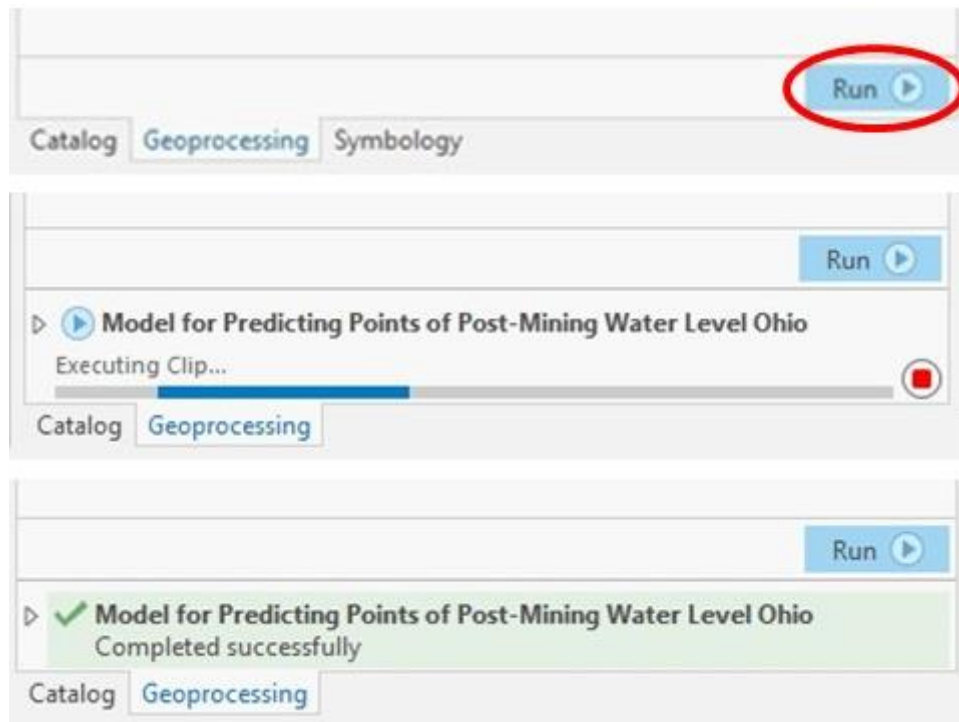 Run
Catalog Geoprocessing Symbology
Run
Model for Predicting Points of Post-Mining Water Level Ohio
Executing Clip...
Catalog Geoprocessing
Run
Model for Predicting Points of Post-Mining Water Level Ohio
Completed successfully
Catalog Geoprocessing